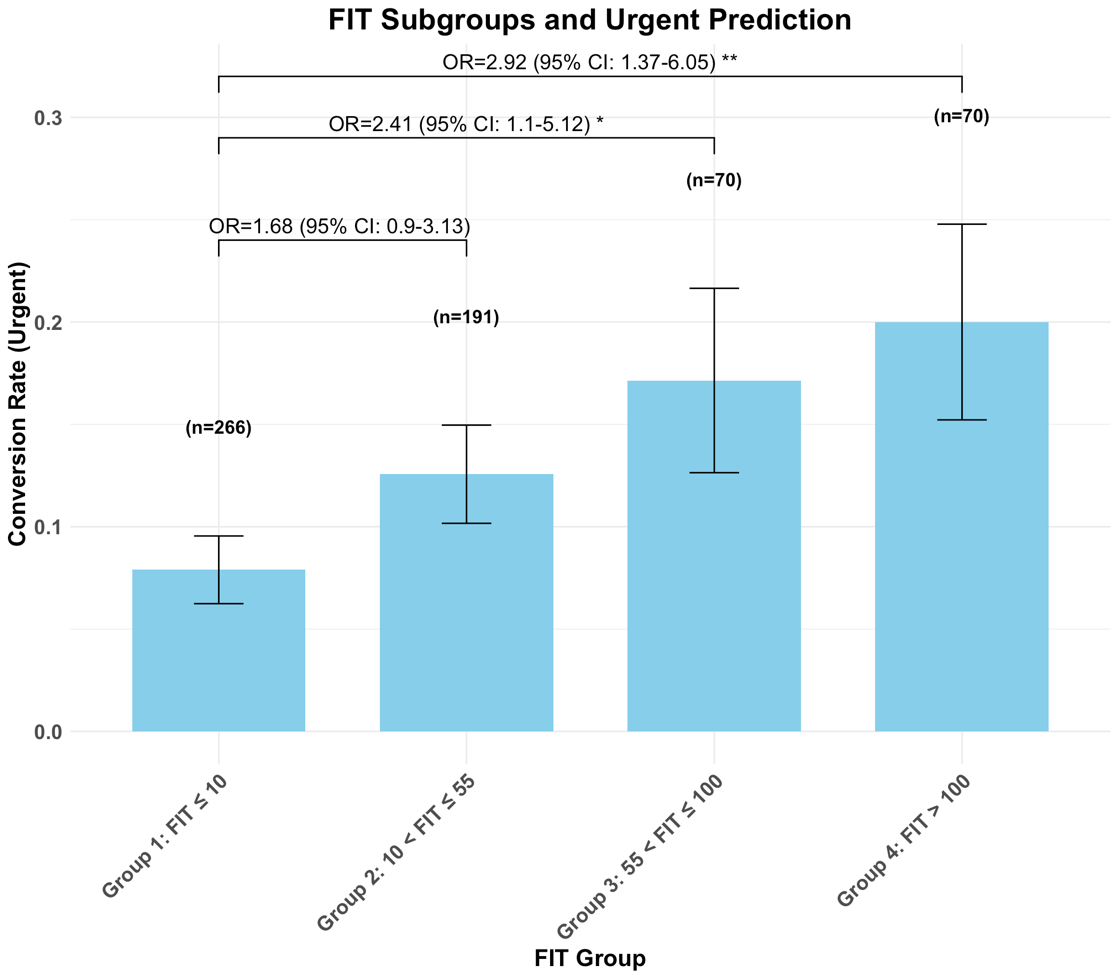 FIT Subgroups and Urgent Prediction
OR=2.92 (95% CI: 1.37-6.05) **
(n=70)
OR=2.41 (95% CI: 1.1-5.12) *
(n=70)
OR=1.68 (95% CI: 0.9-3.13)
(n=191)
(n=266)
Conversion Rate (Urgent)
0.3
0.2
0.1
0.0
Group 1: FIT ≤ 10
Group 2: 10 < FIT ≤ 55
Group 3: 55 < FIT ≤ 100
Group 4: FIT > 100
FIT Group